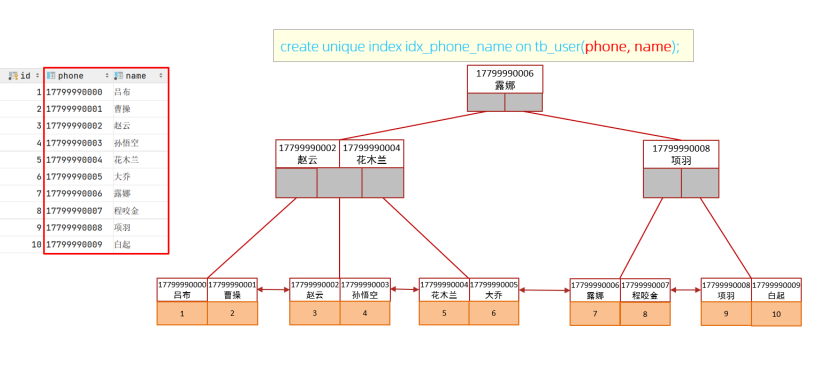 create unique index idx_phone_name on tb_user(phone, name);
id phone name
1 17799990000 吕布
2 17799990001 曹操
3 17799990002 赵云
4 17799990003 孙悟空
5 17799990004 花木兰
6 17799990005 大乔
7 17799990006 露娜
8 17799990007 程咬金
9 17799990008 项羽
10 17799990009 白起
17799990006
露娜
17799990002 17799990004
赵云 花木兰
17799990008
项羽
17799990000 17799990001 17799990002 17799990003 17799990004 17799990005 17799990006 17799990007 17799990008 17799990009
吕布 曹操 赵云 孙悟空 花木兰 大乔 露娜 程咬金 项羽 白起
1 2 3 4 5 6 7 8 9 10